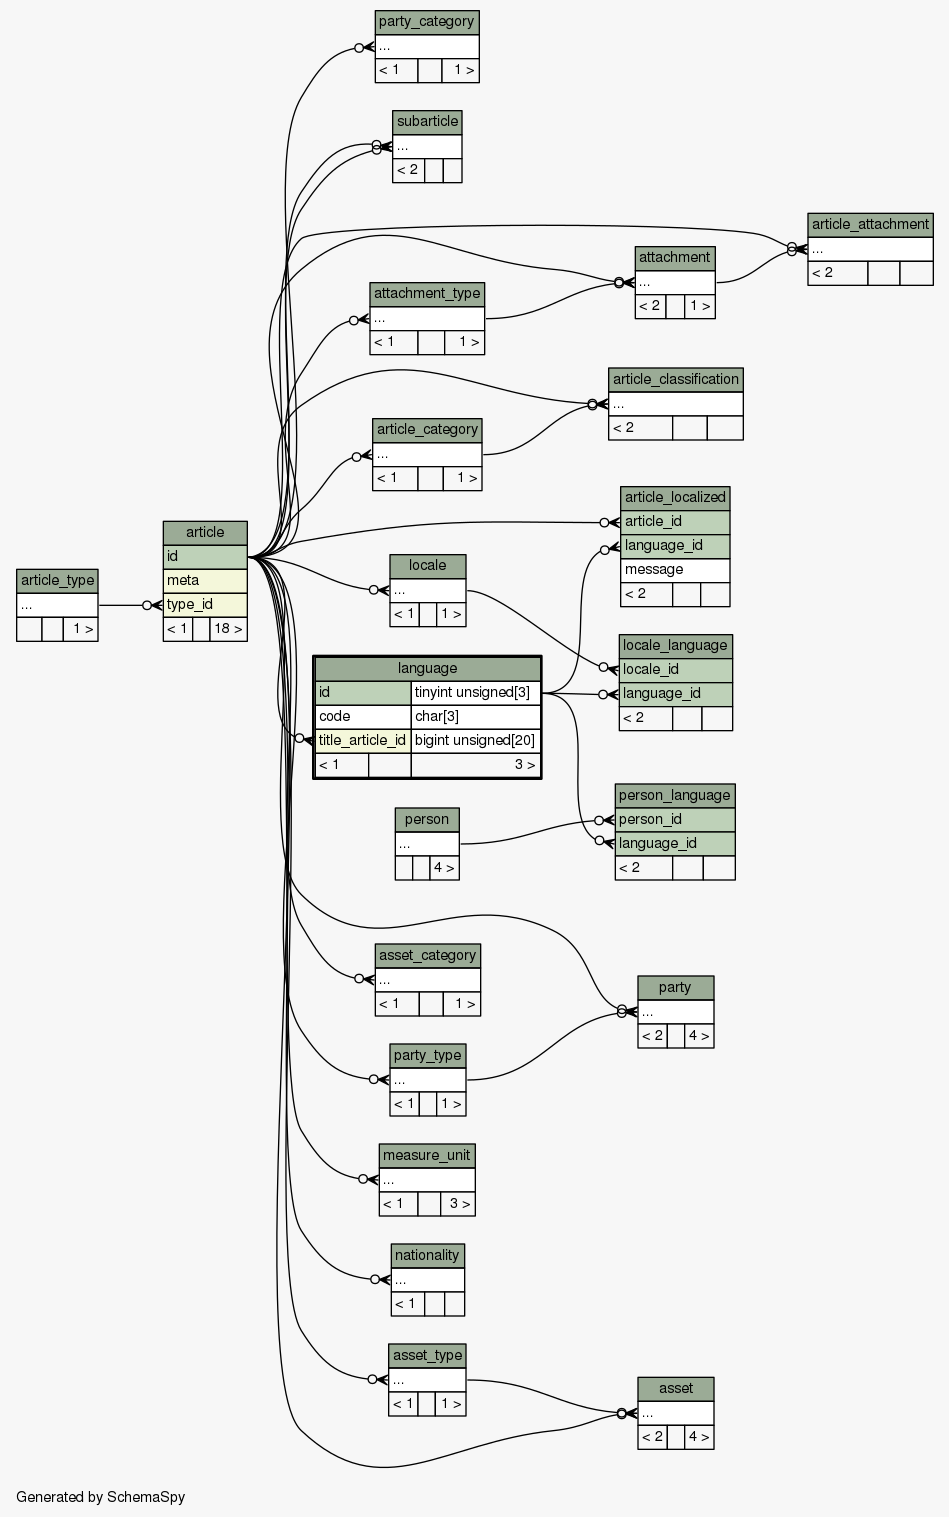 party_category
...
< 1 1 >
subarticle
...
< 2
article_attachment
...
< 2
attachment
...
< 2 1 >
attachment_type
...
< 1 1 >
article_classification
...
< 2
article_category
...
< 1 1 >
article_localized
article_id
language_id
message
< 2
article
id
meta
type_id
< 1 18 >
article_type
...
1 >
locale
...
< 1 1 >
locale_language
locale_id
language_id
< 2
language
id tinyint unsigned[3]
code char[3]
title_article_id bigint unsigned[20]
< 1 3 >
person_language
person_id
language_id
< 2
person
...
4 >
asset_category
...
< 1 1 >
party
...
< 2 4 >
party_type
...
< 1 1 >
measure_unit
...
< 1 3 >
nationality
...
< 1
asset_type
...
< 1 1 >
asset
...
< 2 4 >
Generated by SchemaSpy